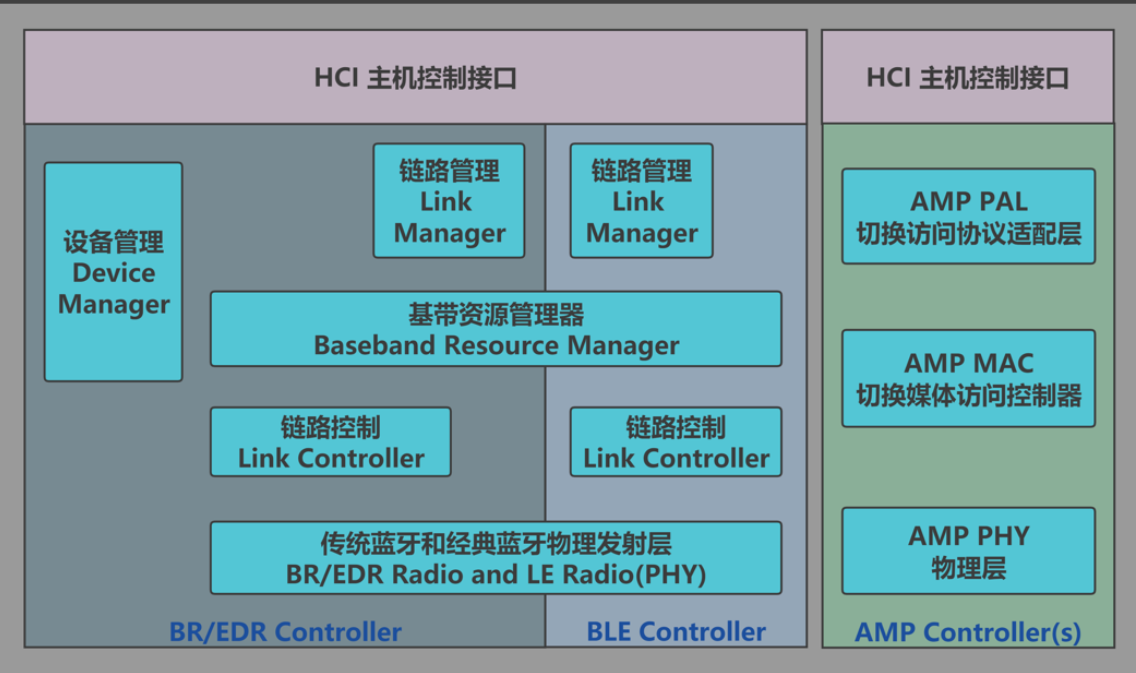 HCI 主机控制接口
HCI 主机控制接口
设备管理
Device
Manager
链路管理
Link
Manager
链路管理
Link
Manager
基带资源管理器
Baseband Resource Manager
链路控制
Link Controller
链路控制
Link Controller
传统蓝牙和经典蓝牙物理发射层
BR/EDR Radio and LE Radio(PHY)
BR/EDR Controller
BLE Controller
AMP PAL
切换访问协议适配层
AMP MAC
切换媒体访问控制器
AMP PHY
物理层
AMP Controller(s)